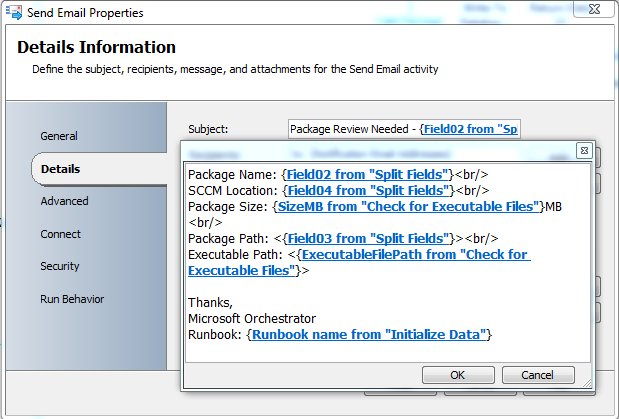 Send Email Properties
Details Information
Define the subject, recipients, message, and attachments for the Send Email activity
General
Details
Advanced
Connect
Security
Run Behavior
Subject:
Package Review Needed - {Field02 from "Sp
Package Name: {Field02 from "Split Fields"}<br/>
SCCM Location: {Field04 from "Split Fields"}<br/>
Package Size: {SizeMB from "Check for Executable Files"}MB
<br/>
Package Path: <{Field03 from "Split Fields"}><br/>
Executable Path: <{ExecutableFilePath from "Check for
Executable Files"}>
Thanks,
Microsoft Orchestrator
Runbook: {Runbook name from "Initialize Data"}
OK
Cancel